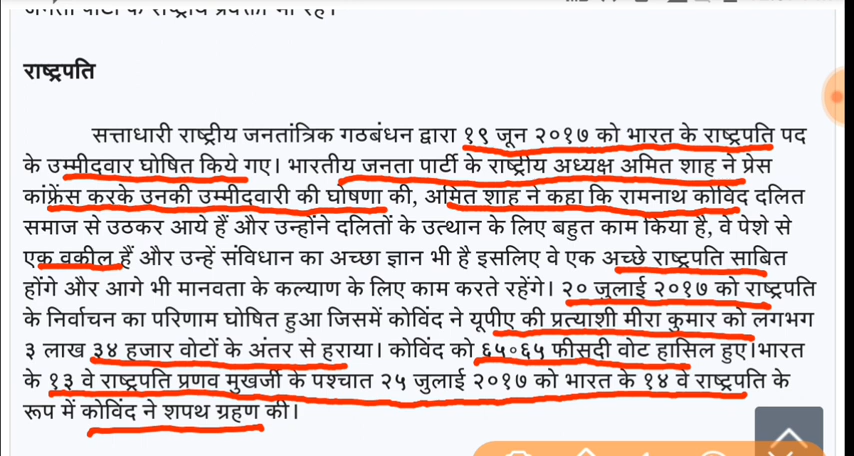 राष्ट्रपति
सत्ताधारी राष्ट्रीय जनतांत्रिक गठबंधन द्वारा १९ जून २०१७ को भारत के राष्ट्रपति पद
के उम्मीदवार घोषित किये गए। भारतीय जनता पार्टी के राष्ट्रीय अध्यक्ष अमित शाह ने प्रेस
कांफ्रेंस करके उनकी उम्मीदवारी की घोषणा की, अमित शाह ने कहा कि रामनाथ कोविद दलित
समाज से उठकर आये हैं और उन्होंने दलितों के उत्थान के लिए बहुत काम किया है, वे पेशे से
एक वकील हैं और उन्हें संविधान का अच्छा ज्ञान भी है इसलिए वे एक अच्छे राष्ट्रपति साबित
होंगे और आगे भी मानवता के कल्याण के लिए काम करते रहेंगे। २० जुलाई २०१७ को राष्ट्रपति
के निर्वाचन का परिणाम घोषित हुआ जिसमें कोविंद ने यूपीए की प्रत्याशी मीरा कुमार को लगभग
३ लाख ३४ हजार वोटों के अंतर से हराया। कोविंद को ६५॰६५ फीसदी वोट हासिल हुए।भारत
के १३ वे राष्ट्रपति प्रणव मुखर्जी के पश्चात २५ जुलाई २०१७ को भारत के १४ वे राष्ट्रपति के
रूप में कोविंद ने शपथ ग्रहण की।